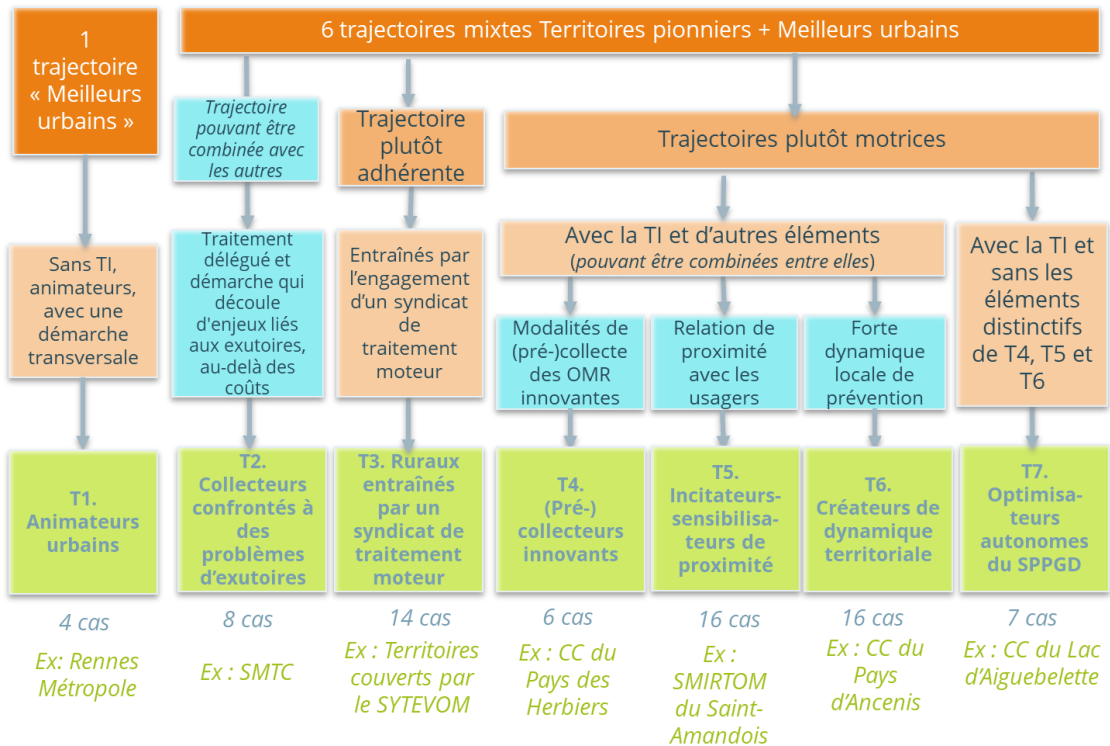 1
trajectoire
« Meilleurs
urbains »
6 trajectoires mixtes Territoires pionniers + Meilleurs urbains
Trajectoire
pouvant être
combinée avec
les autres
Trajectoire
plutôt
adhérente
Trajectoires plutôt motrices
Sans TI,
animateurs,
avec une
démarche
transversale
Traitement
délégué et
démarche qui
découle
d'enjeux liés
aux exutoires,
au-delà des
coûts
Entraînés par
l’engagement
d’un syndicat
de
traitement
moteur
Avec la TI et d’autres éléments
(pouvant être combinées entre elles)
Avec la TI et
sans les
éléments
distinctifs
de T4, T5 et
T6
Modalités de
(pré-)collecte
des OMR
innovantes
Relation de
proximité
avec les
usagers
Forte
dynamique
locale de
prévention
T1.
Animateurs
urbains
T2.
Collecteurs
confrontés à
des
problèmes
d’exutoires
T3. Ruraux
entraînés
par un
syndicat de
traitement
moteur
T4.
(Pré-)
collecteurs
innovants
T5.
Incitateurs-
sensibilisa-
teurs de
proximité
T6.
Créateurs de
dynamique
territoriale
T7.
Optimisa-
teurs
autonomes
du SPPGD
4 cas
8 cas
14 cas
6 cas
16 cas
16 cas
7 cas
Ex: Rennes
Métropole
Ex : SMTC
Ex : Territoires
couverts par
le SYTEVOM
Ex : CC du
Pays des
Herbiers
Ex :
SMIRTOM
du Saint-
Amandois
Ex : CC du
Pays
d’Ancenis
Ex : CC du Lac
d’Aiguebelette